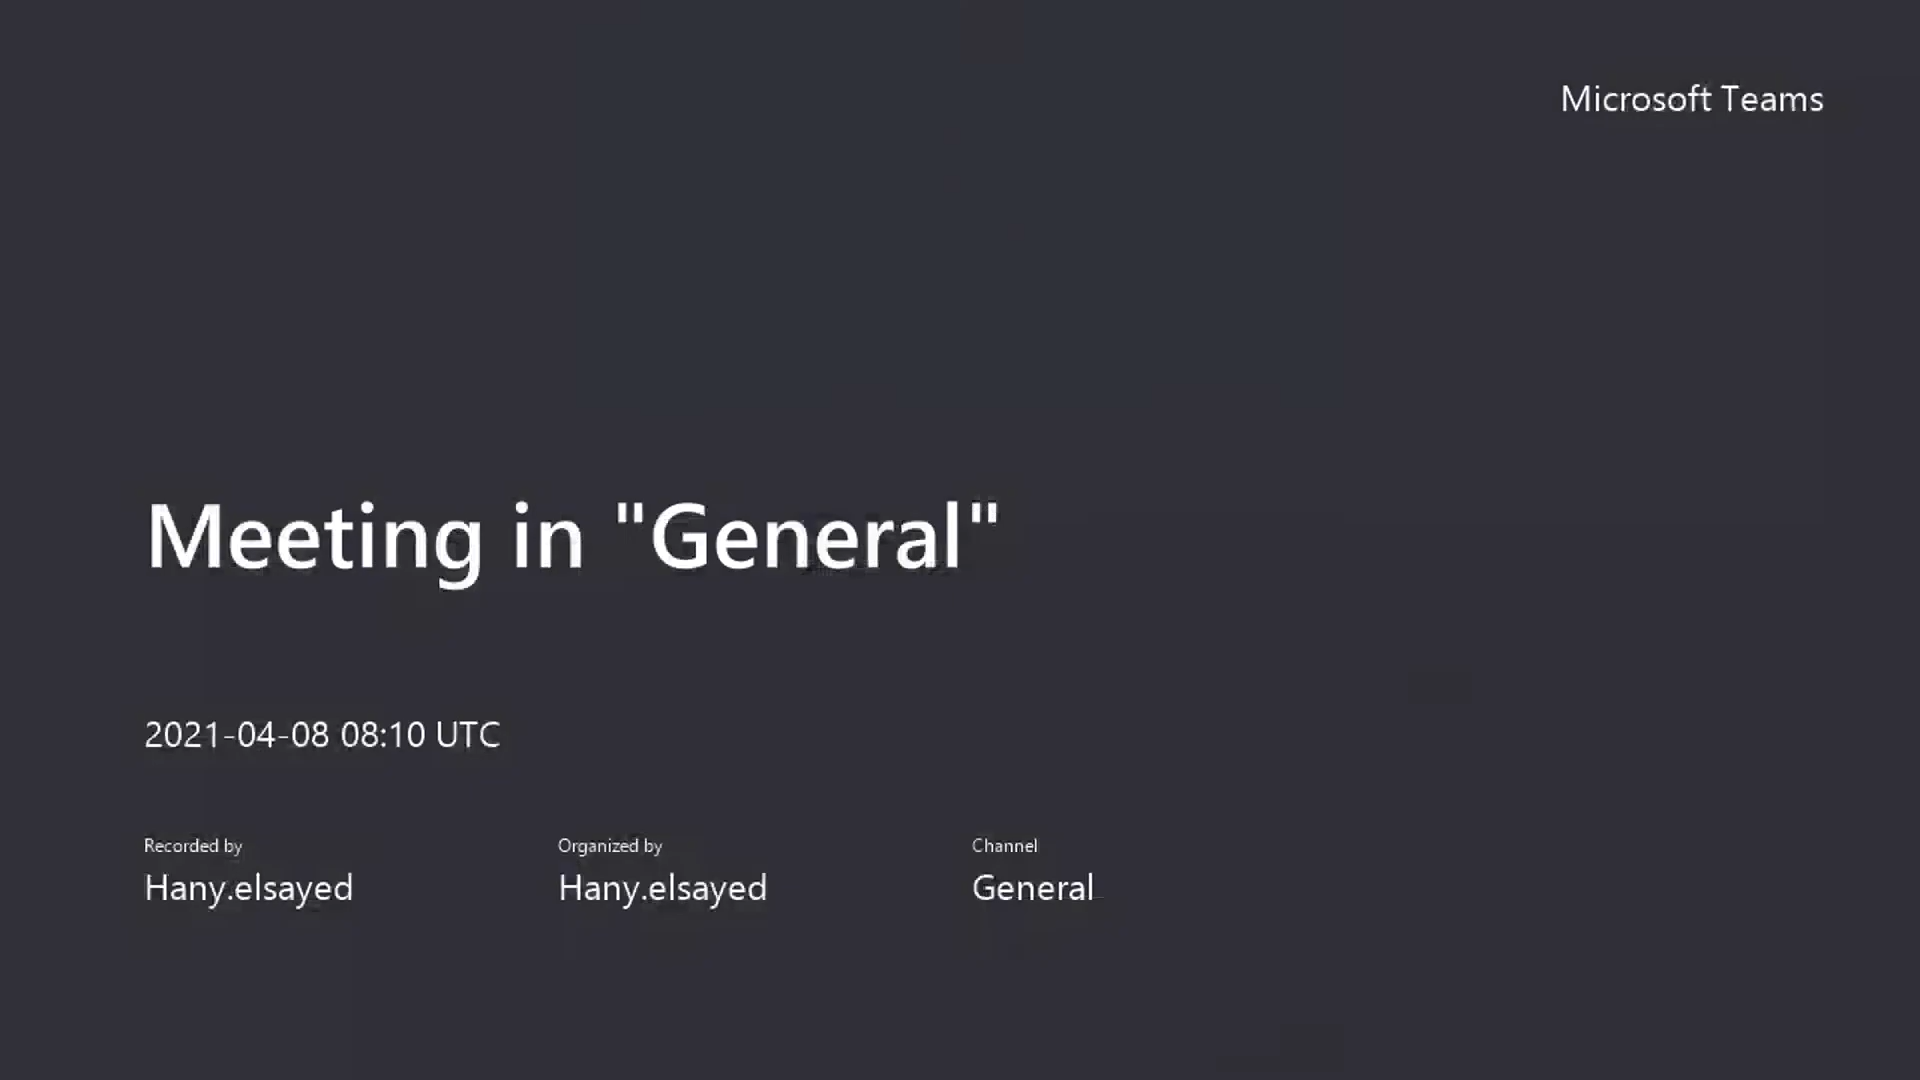 Microsoft Teams
Meeting in "General"
2021-04-08 08:10 UTC
Recorded by
Hany.elsayed
Organized by
Hany.elsayed
Channel
General